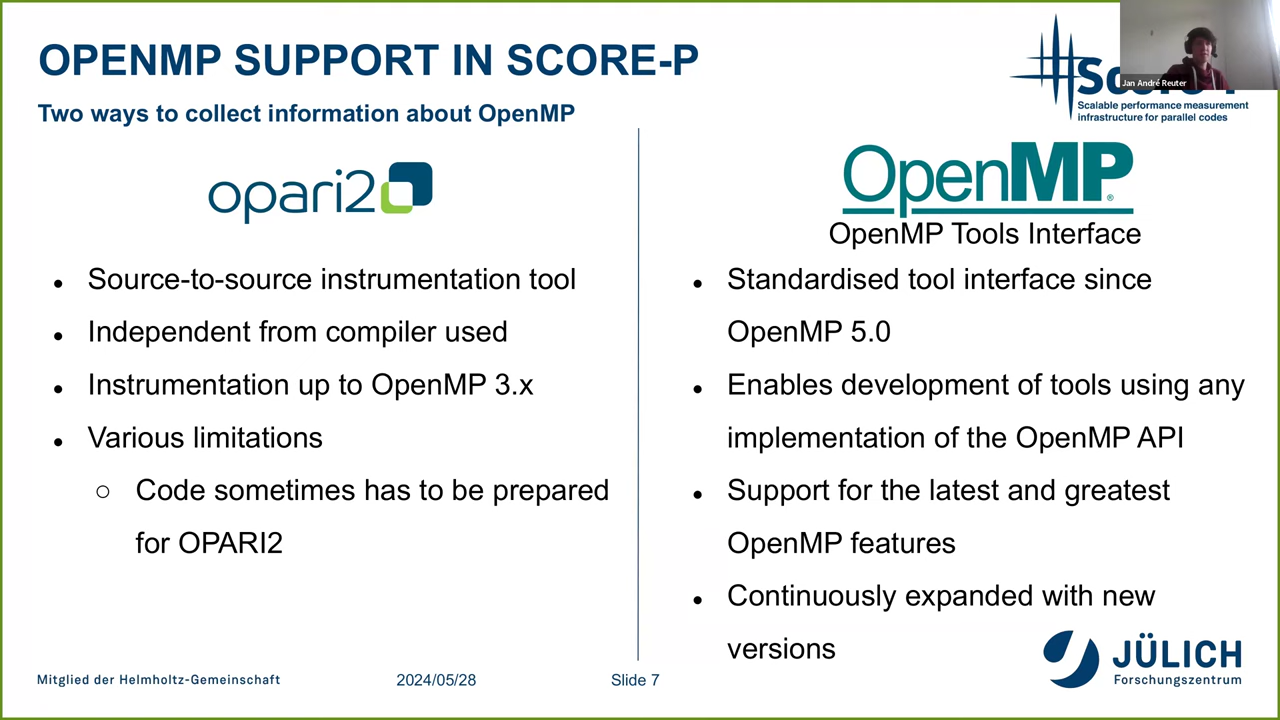 OPENMP SUPPORT IN SCORE-P
Two ways to collect information about OpenMP
Jan André Reuter
Scalable performance measurement
infrastructure for parallel codes
opari2
Source-to-source instrumentation tool
Independent from compiler used
Instrumentation up to OpenMP 3.x
Various limitations
Code sometimes has to be prepared
for OPARI2
OpenMP®
OpenMP Tools Interface
Standardised tool interface since
OpenMP 5.0
Enables development of tools using any
implementation of the OpenMP API
Support for the latest and greatest
OpenMP features
Continuously expanded with new
versions
Mitglied der Helmholtz-Gemeinschaft
2024/05/28
Slide 7
JÜLICH
Forschungszentrum